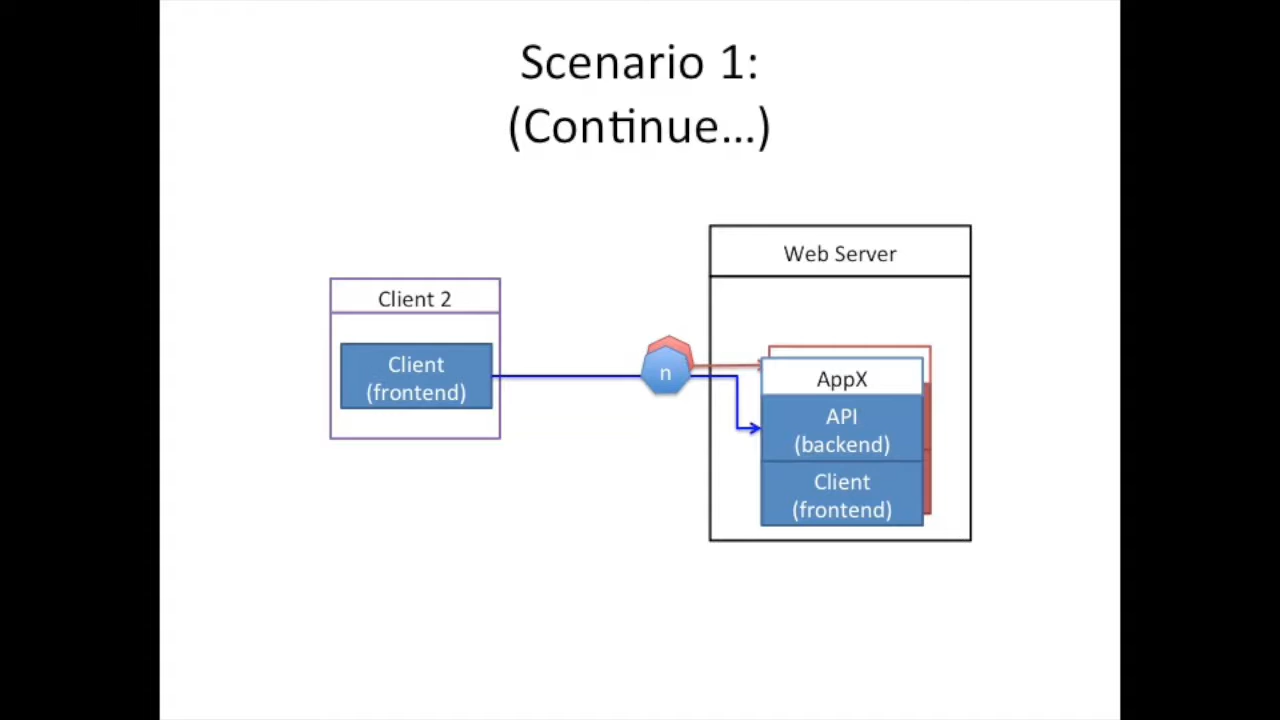 Scenario 1:
(Continue…)
Web Server
Client 2
Client
(frontend)
n
AppX
API
(backend)
Client
(frontend)